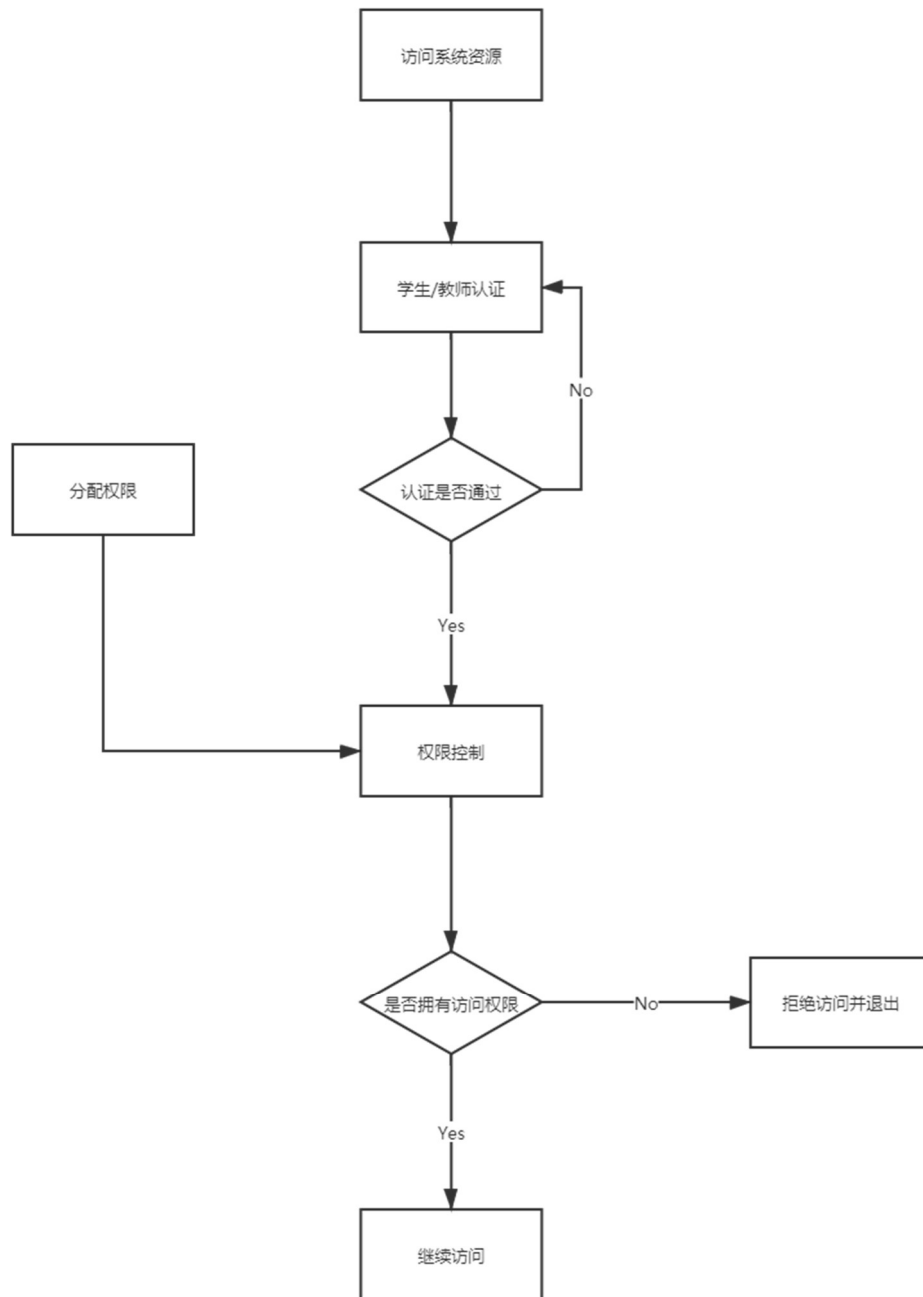 访问系统资源
学生/教师认证
No
认证是否通过
分配权限
Yes
权限控制
是否拥有访问权限
No
拒绝访问并退出
Yes
继续访问